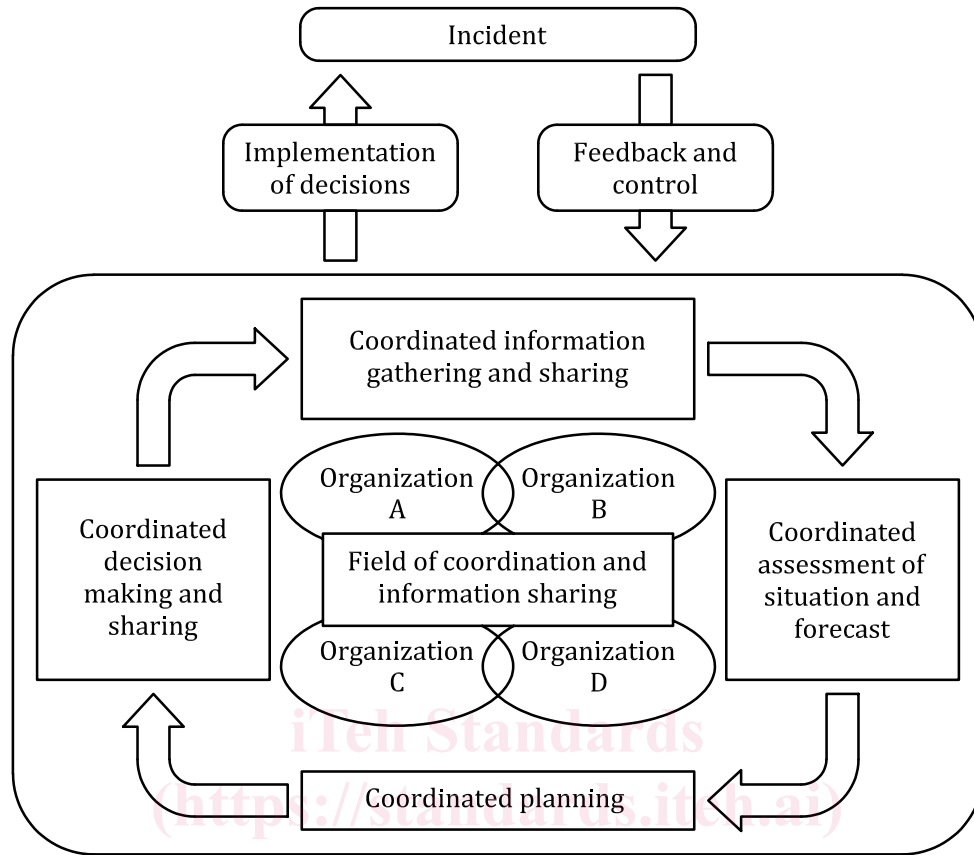 Incident
Implementation
of decisions
Feedback and
control
Coordinated information
gathering and sharing
Organization
A
Organization
B
Coordinated
decision
making and
sharing
Field of coordination and
information sharing
Coordinated
assessment of
situation and
forecast
Organization
C
Organization
D
iTeh Standards
Coordinated planning
(https://standards.iteh.ai)